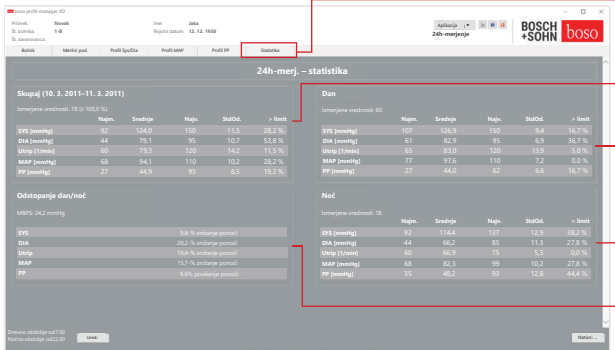 boso profil-manager XD
Priimek: Novak Ime: Jaka
Št. bolnika: 1-8 Rojstni datum: 12. 12. 1950
Št. zavarovanca:
Aplikacija
24h-merjenje
BOSCH +SOHN boso
Bolnik Meritni pod. Profil Sys/Dia Profil MAP Profil PP Statistika
24h-merj. – statistika
Skupaj (10. 3. 2011–11. 3. 2011)
Izmerjene vrednosti: 78 (≙ 100,0 %)
Najm. Srednje Najv. StdOd. > limit
SYS [mmHg] 92 124,0 150 11,5 28,2 %
DIA [mmHg] 44 79,1 95 10,7 53,8 %
Utrip [1/min] 60 79,3 120 14,2 11,5 %
MAP [mmHg] 68 94,1 110 10,2 28,2 %
PP [mmHg] 27 44,9 93 8,5 19,2 %
Dan
Izmerjene vrednosti: 60
Najm. Srednje Najv. StdOd. > limit
SYS [mmHg] 107 126,9 150 9,4 16,7 %
DIA [mmHg] 61 82,9 95 6,9 36,7 %
Utrip [1/min] 65 83,0 120 13,9 5,0 %
MAP [mmHg] 77 97,6 110 7,2 0,0 %
PP [mmHg] 27 44,0 62 6,6 16,7 %
Odstopanje dan/noč
MBPS: 24,2 mmHg
SYS 9,8-% znižanje ponoči
DIA 20,2-% znižanje ponoči
Utrip 19,4-% znižanje ponoči
MAP 15,7-% znižanje ponoči
PP 9,6% povišanje ponoči
Noč
Izmerjene vrednosti: 18
Najm. Srednje Najv. StdOd. > limit
SYS [mmHg] 92 114,4 137 12,9 38,2 %
DIA [mmHg] 44 66,2 85 11,3 27,8 %
Utrip [1/min] 60 66,9 75 5,3 0,0 %
MAP [mmHg] 68 82,3 99 10,2 27,8 %
PP [mmHg] 35 48,2 93 12,8 44,4 %
Dnevno obdobje od7.00
Nočno obdobje od22.00
Uredi
Natisni ...